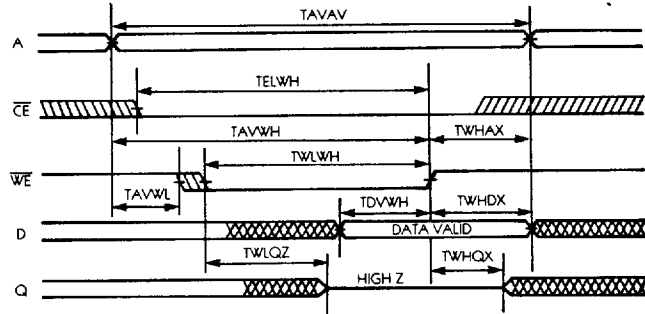 TAVAV
A
TELWH
CE
TAVWH
TWHAX
TWLWH
WE
TAVWL
TDVWH
TWHDX
D
DATA VALID
TWLQZ
TWHQX
Q
HIGH Z